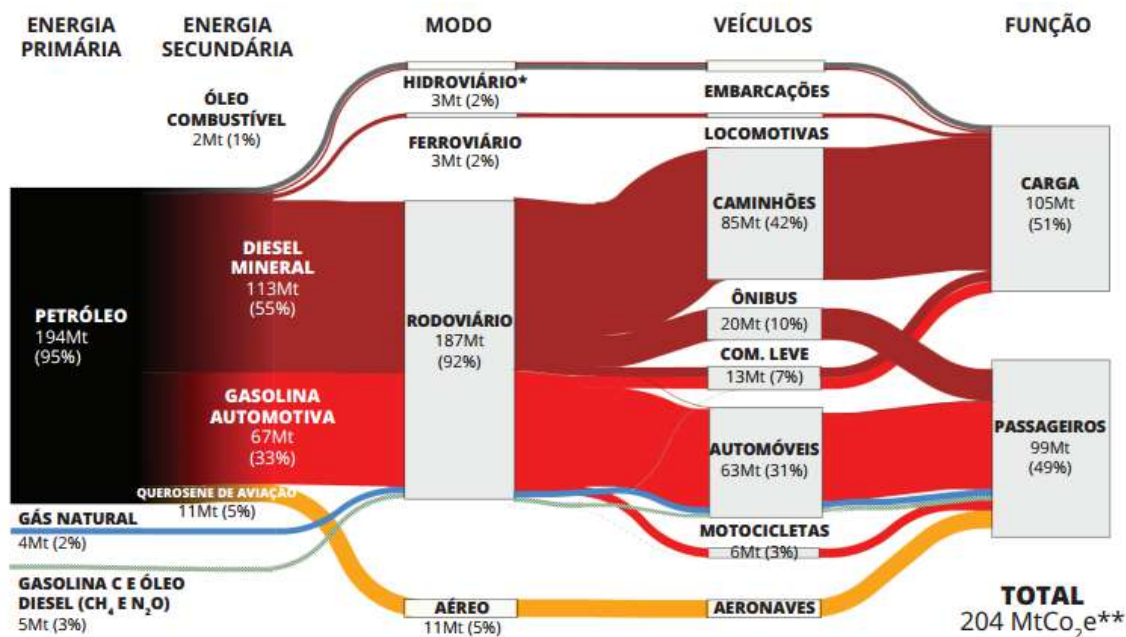 ENERGIA
PRIMÁRIA
ENERGIA
SECUNDÁRIA
MODO
VEÍCULOS
FUNÇÃO
ÓLEO
COMBUSTÍVEL
2Mt (1%)
HIDROVIÁRIO*
3Mt (2%)
EMBARCAÇÕES
FERROVIÁRIO
3Mt (2%)
LOCOMOTIVAS
PETRÓLEO
194Mt
(95%)
DIESEL
MINERAL
113Mt
(55%)
RODOVIÁRIO
187Mt
(92%)
CAMINHÕES
85Mt (42%)
CARGA
105Mt
(51%)
ÔNIBUS
20Mt (10%)
COM. LEVE
13Mt (7%)
GASOLINA
AUTOMOTIVA
67Mt
(33%)
AUTOMÓVEIS
63Mt (31%)
PASSAGEIROS
99Mt
(49%)
QUEROSENE DE AVIAÇÃO
11Mt (5%)
GÁS NATURAL
4Mt (2%)
MOTOCICLETAS
6Mt (3%)
GASOLINA C E ÓLEO
DIESEL (CH₄ E N₂O)
5Mt (3%)
AÉREO
11Mt (5%)
AERONAVES
TOTAL
204 MtCo₂e**